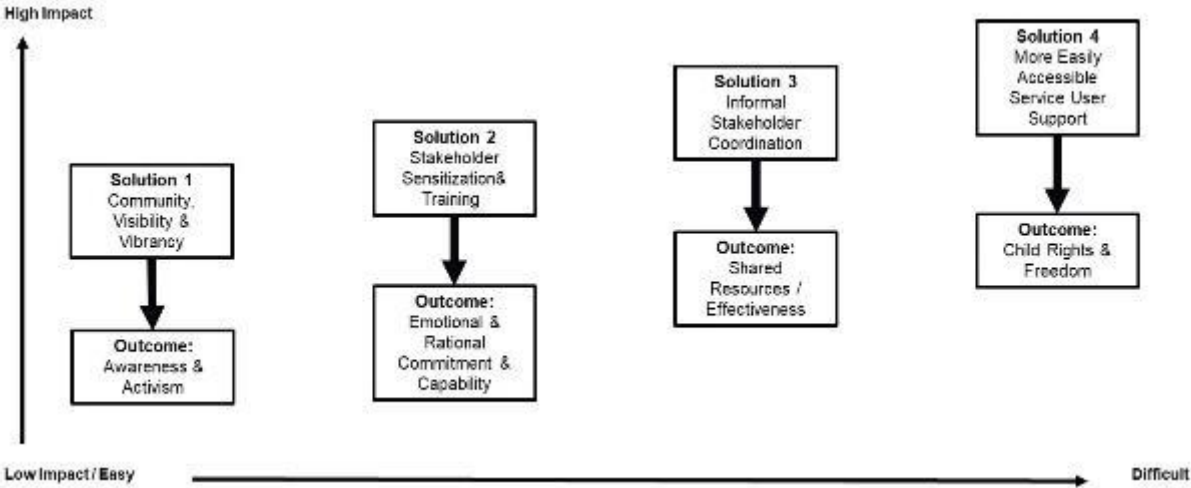 High Impact
Solution 4
More Easily
Accessible
Service User
Support
Solution 3
Informal
Stakeholder
Coordination
Solution 2
Stakeholder
Sensitization&
Training
Solution 1
Community,
Visibility &
Vibrancy
Outcome:
Child Rights &
Freedom
Outcome:
Shared
Resources /
Effectiveness
Outcome:
Emotional &
Rational
Commitment &
Capability
Outcome:
Awareness &
Activism
Low Impact / Easy
Difficult